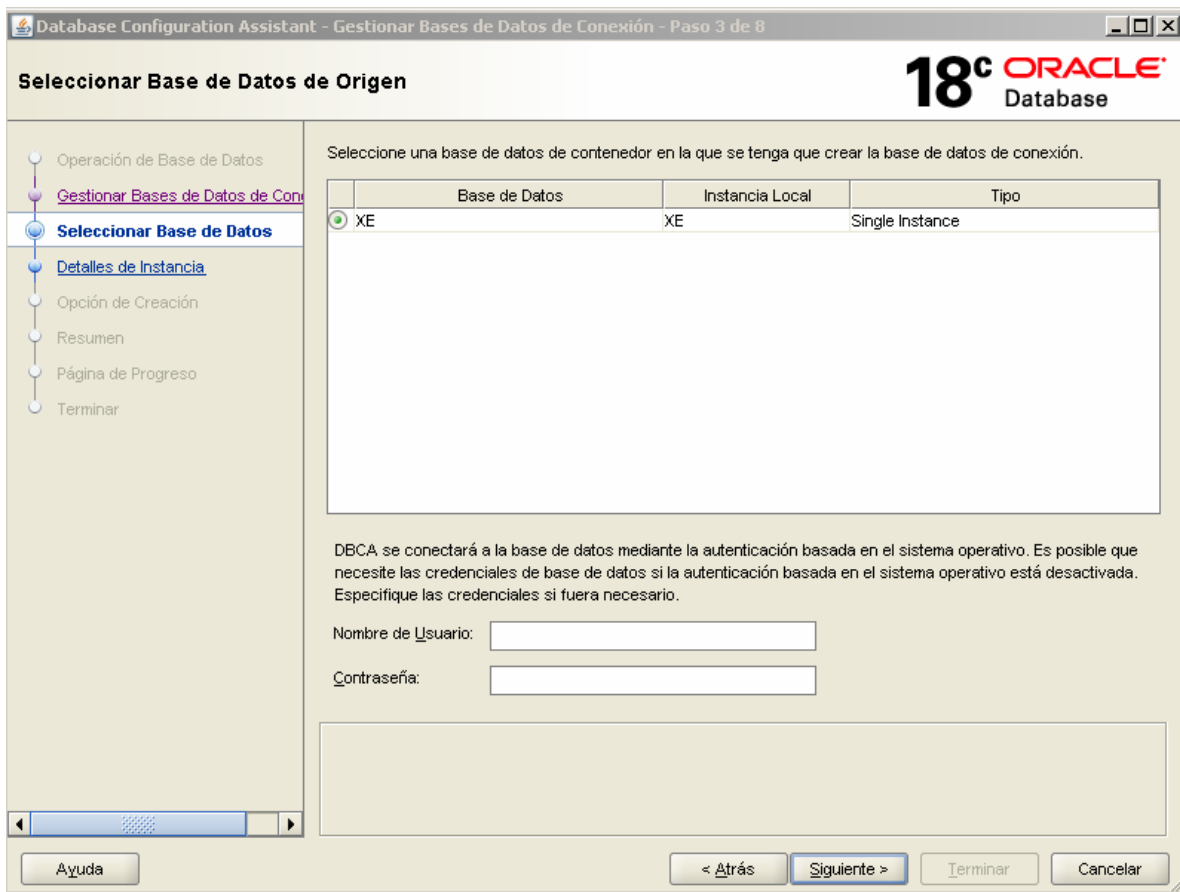 Database Configuration Assistant - Gestionar Bases de Datos de Conexión - Paso 3 de 8
Seleccionar Base de Datos de Origen
18c ORACLE
Database
Operación de Base de Datos
Gestionar Bases de Datos de Con
Seleccionar Base de Datos
Detalles de Instancia
Opción de Creación
Resumen
Página de Progreso
Terminar
Seleccione una base de datos de contenedor en la que se tenga que crear la base de datos de conexión.
Base de Datos Instancia Local Tipo
XE XE Single Instance
DBCA se conectará a la base de datos mediante la autenticación basada en el sistema operativo. Es posible que
necesite las credenciales de base de datos si la autenticación basada en el sistema operativo está desactivada.
Especifique las credenciales si fuera necesario.
Nombre de Usuario:
Contraseña:
Ayuda < Atrás Siguiente > Terminar Cancelar